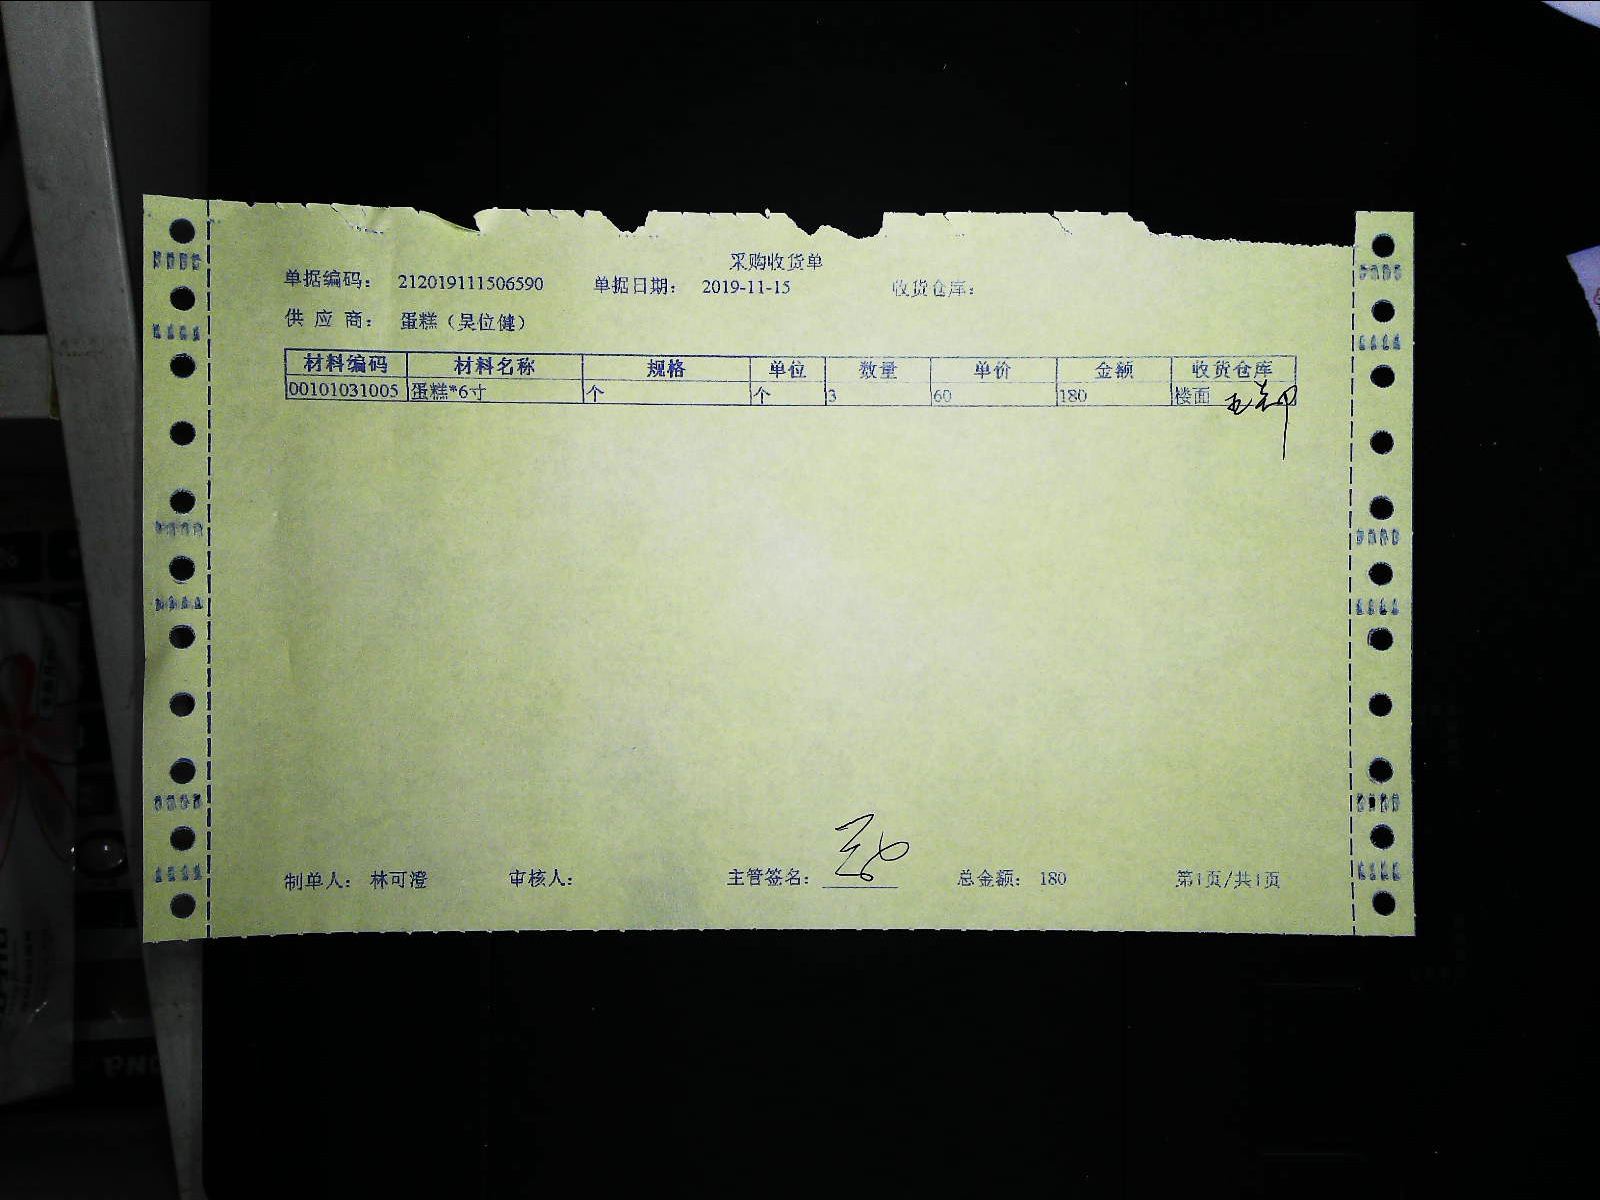 采购收货单
单据编码： 212019111506590 单据日期： 2019-11-15 收货仓库：
供 应 商： 蛋糕（吴位健）
材料编码 材料名称 规格 单位 数量 单价 金额 收货仓库
00101031005 蛋糕*6寸 个 个 3 60 180 楼面
制单人： 林可澄 审核人： 主管签名： 总金额： 180 第1页/共1页